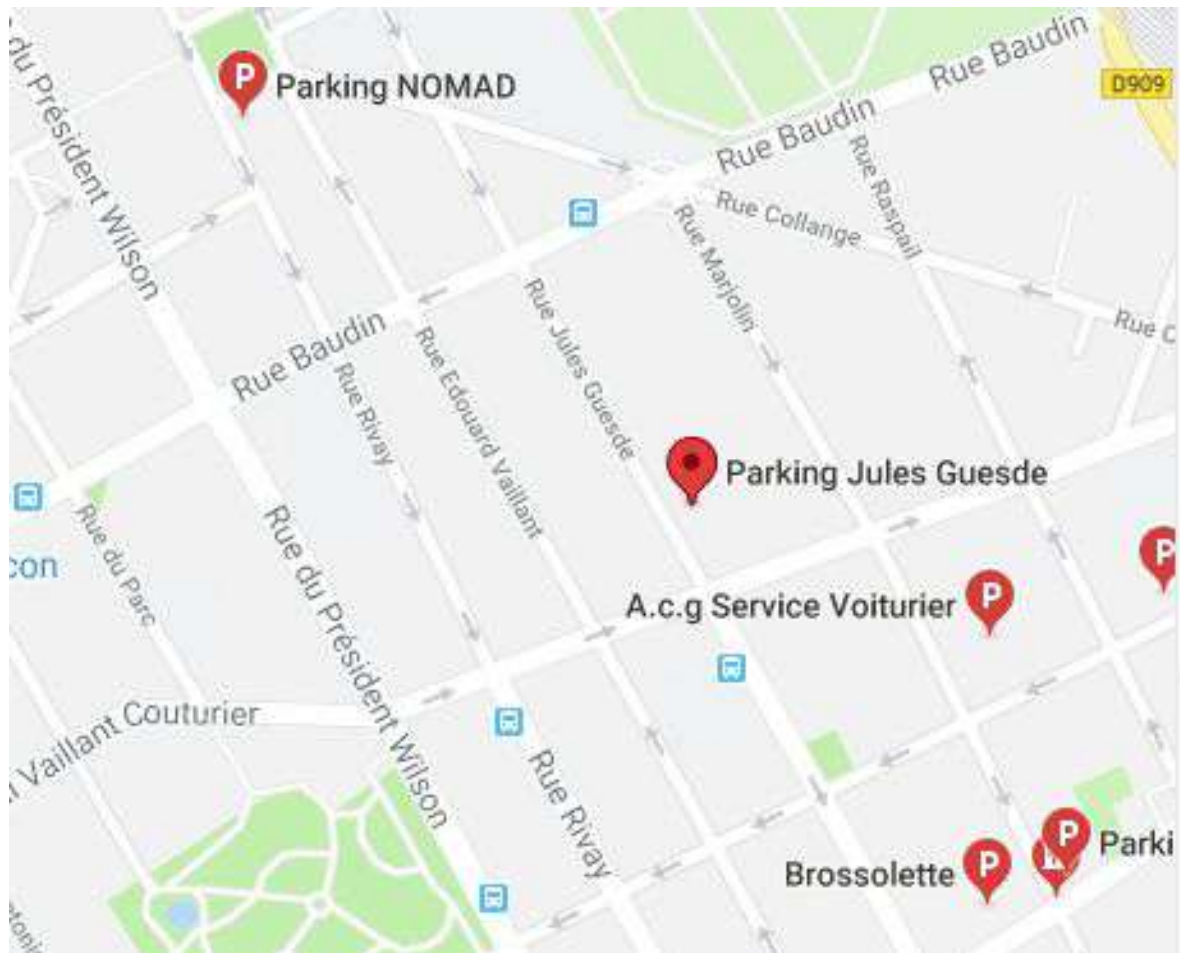 du Président Wilson
Parking NOMAD
Rue Baudin
D909
Rue Baudin
Rue Raspail
Rue Collange
Rue Marjolin
Rue Jules Guesde
Rue C
Rue Baudin
Rue Edouard Vaillant
Rue Rivay
Parking Jules Guesde
Rue du Parc
con
Rue du Président Wilson
P
A.c.g Service Voiturier
P
P
Vaillant Couturier
Rue Rivay
Brossolette
P
P
Parki